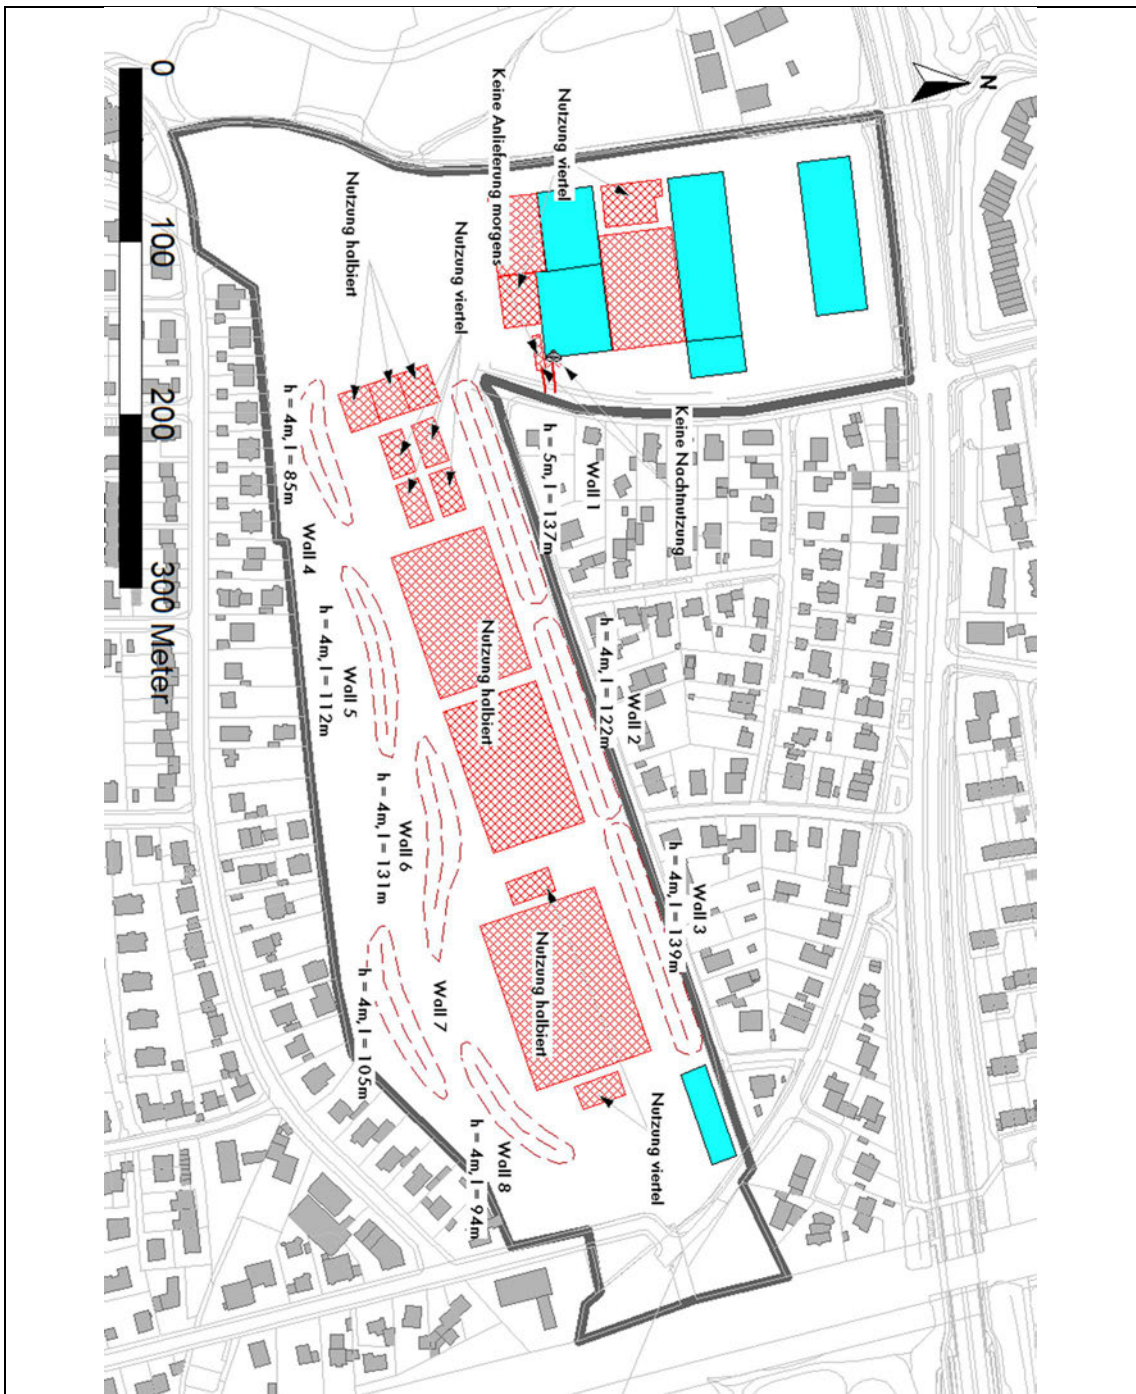 N
Nutzung viertel
Keine Anlieferung morgens
Nutzung halbiert
Nutzung viertel
Keine Nachtnutzung
Wall 1
h = 5m, l = 137m
Wall 2
h = 4m, l = 122m
Wall 3
h = 4m, l = 139m
h = 4m, l = 85m
Wall 4
Wall 5
h = 4m, l = 112m
Wall 6
h = 4m, l = 131m
Wall 7
h = 4m, l = 105m
Wall 8
h = 4m, l = 94m
Nutzung halbiert
Nutzung halbiert
Nutzung viertel
0 100 200 300 Meter